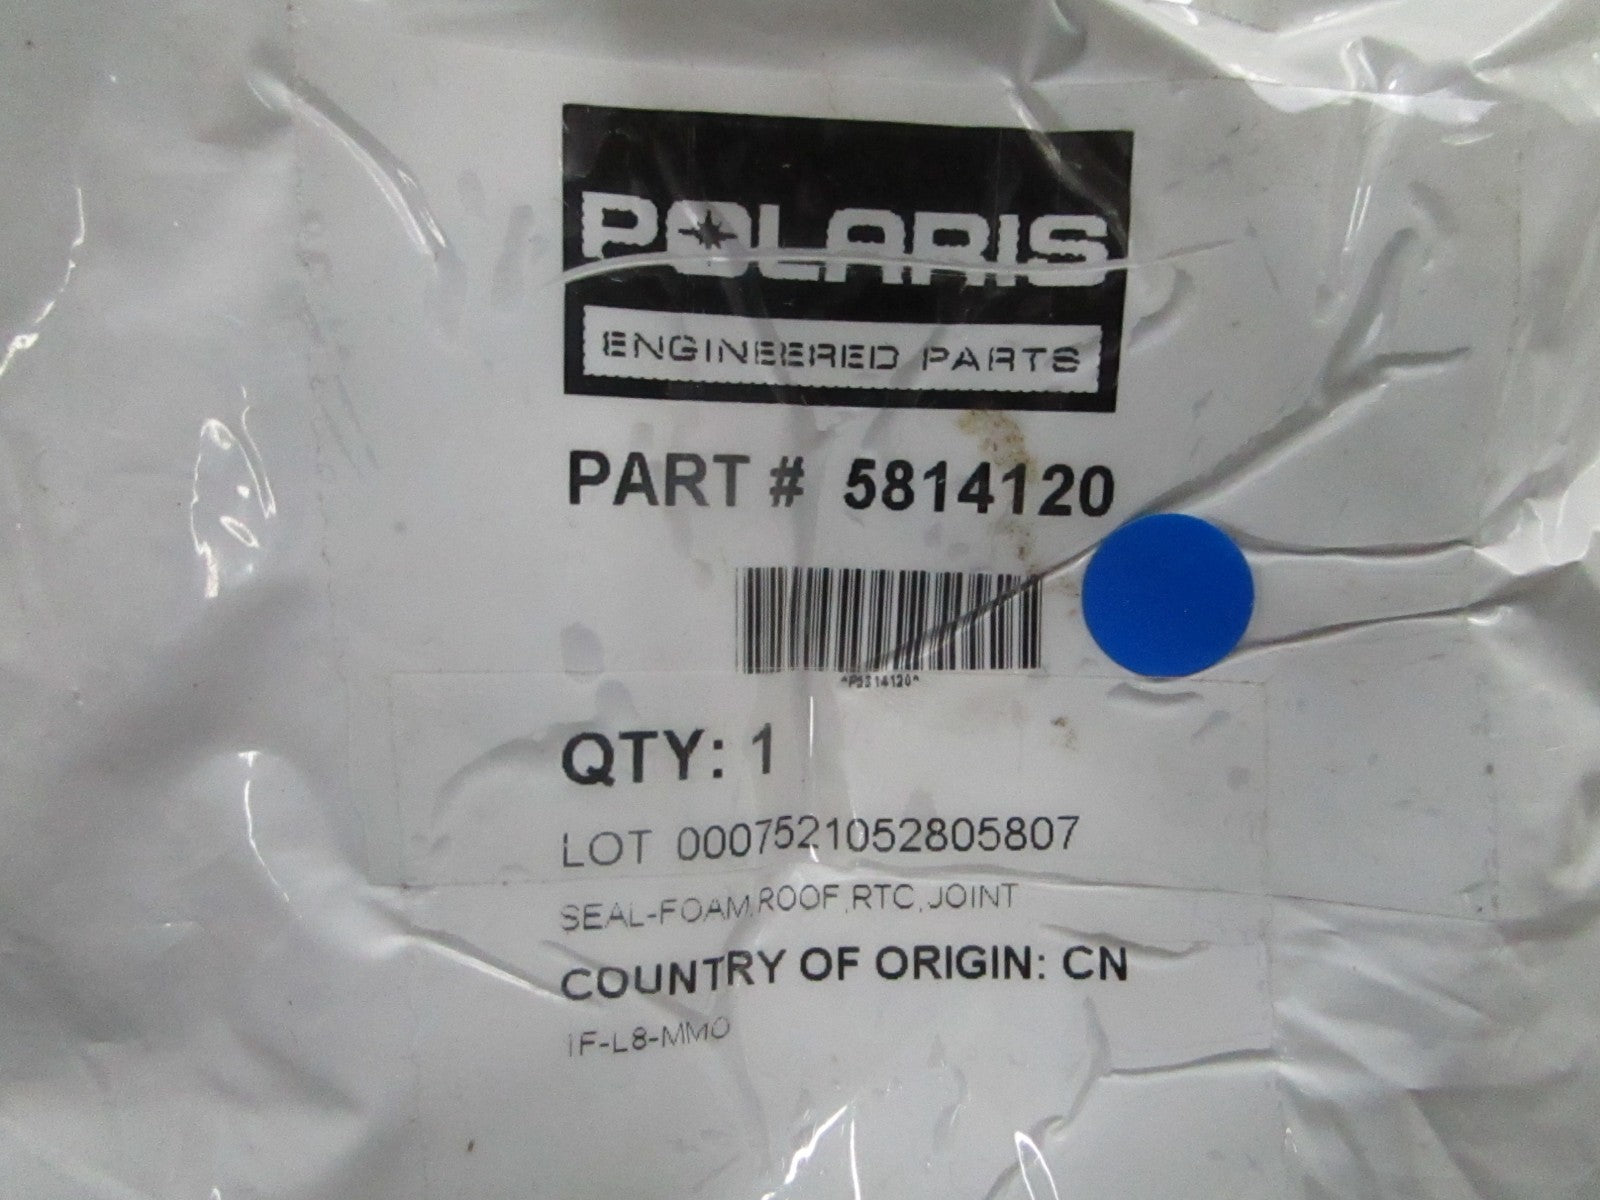 POLARIS
ENGINEERED PARTS
PART # 5814120
*P5814120*
QTY: 1
LOT 0007521052805807
SEAL-FOAM,ROOF,RTC,JOINT
COUNTRY OF ORIGIN: CN
1F-L8-MMO